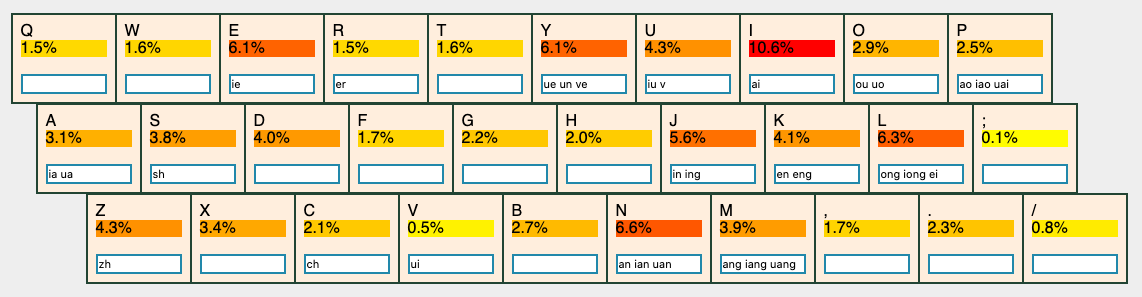 Q W E R T Y U I O P
1.5% 1.6% 6.1% 1.5% 1.6% 6.1% 4.3% 10.6% 2.9% 2.5%
ie er ue un ve iu v ai ou uo ao iao uai
A S D F G H J K L ;
3.1% 3.8% 4.0% 1.7% 2.2% 2.0% 5.6% 4.1% 6.3% 0.1%
ia ua sh in ing en eng ong iong ei
Z X C V B N M , . /
4.3% 3.4% 2.1% 0.5% 2.7% 6.6% 3.9% 1.7% 2.3% 0.8%
zh ch ui an ian uan ang iang uang